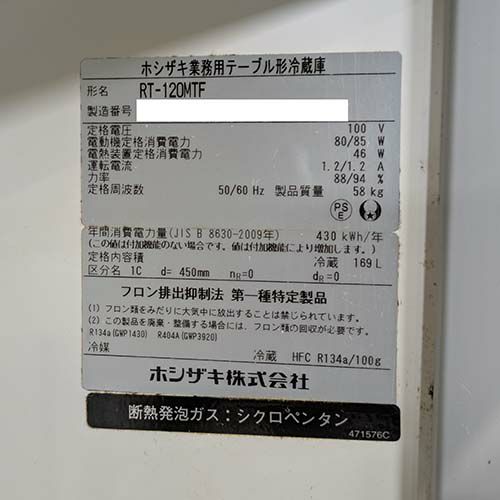 ホシザキ業務用テーブル形冷蔵庫
形名 RT-120MTF
製造番号
定格電圧 100 V
電動機定格消費電力 80/85 W
電熱装置定格消費電力 46 W
運転電流 1.2/1.2 A
力率 88/94 %
定格周波数 50/60 Hz 製品質量 58 kg
PS
E
年間消費電力量(JIS B 8630-2009年) 430 kWh/年
(この値は付加機能のない場合です。値は付加機能により増加します。)
定格内容積 冷蔵 169 L
区分名 1C d= 450mm nR=0 dR=0
フロン排出抑制法 第一種特定製品
(1) フロン類をみだりに大気中に放出することは禁じられています。
(2) この製品を廃棄・整備する場合には、フロン類の回収が必要です。
R134a(GWP1430) R404A(GWP3920)
冷媒 冷蔵 HFC R134a/100g
ホシザキ株式会社
断熱発泡ガス:シクロペンタン
471576C